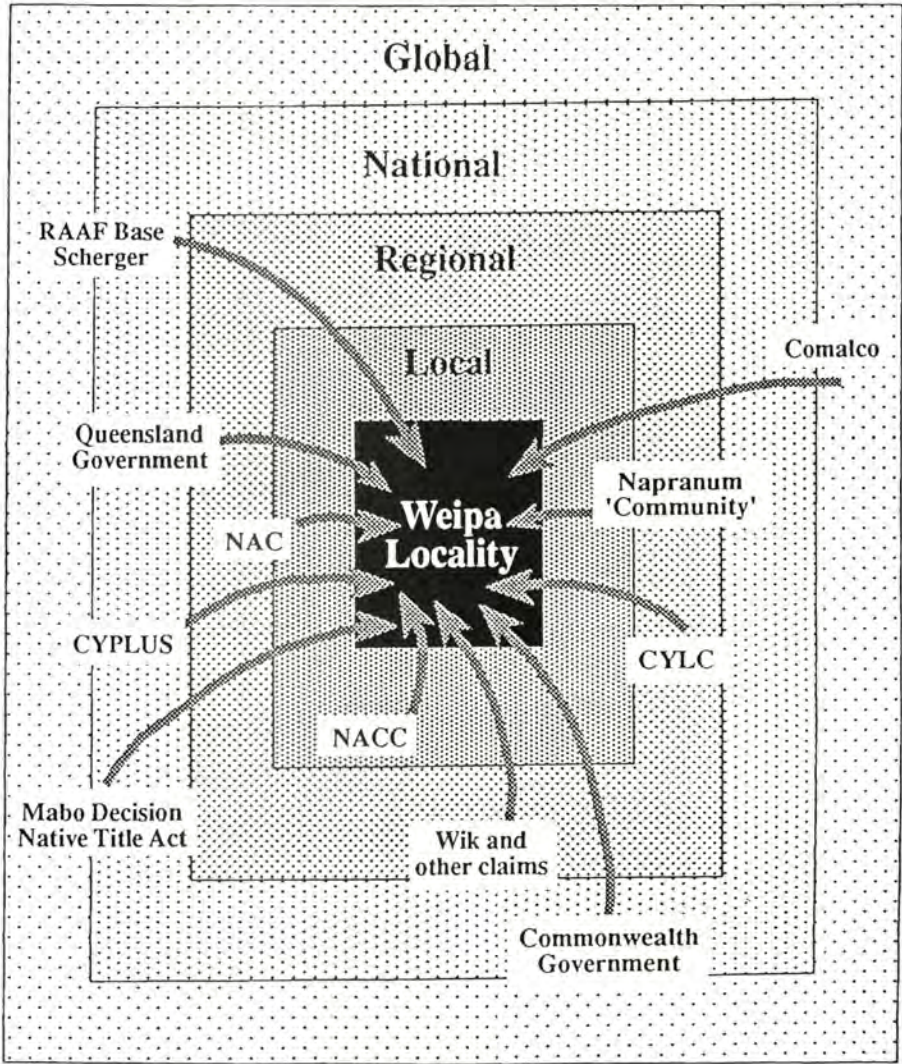 Global
National
RAAF Base
Scherger
Regional
Comalco
Local
Queensland
Government
Napranum
'Community'
Weipa
Locality
NAC
CYPLUS
CYLC
NACC
Mabo Decision
Native Title Act
Wik and
other claims
Commonwealth
Government